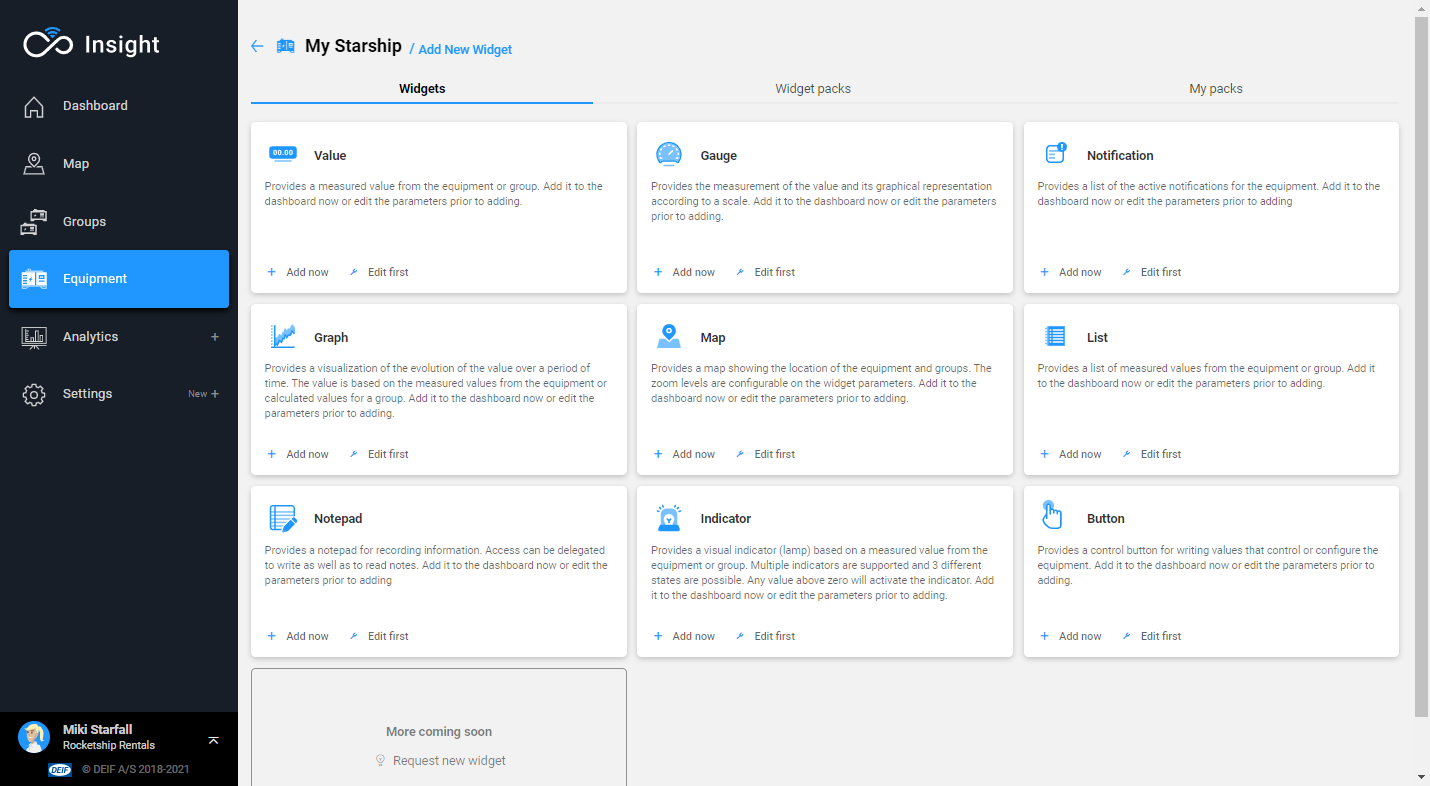 Insight
Dashboard
Map
Groups
Equipment
Analytics +
Settings New +
Miki Starfall
Rocketship Rentals
DEIF © DEIF A/S 2018-2021
My Starship / Add New Widget
Widgets Widget packs My packs
00.00 Value
Provides a measured value from the equipment or group. Add it to the
dashboard now or edit the parameters prior to adding.
+ Add now Edit first
Gauge
Provides the measurement of the value and its graphical representation
according to a scale. Add it to the dashboard now or edit the parameters
prior to adding.
+ Add now Edit first
Notification
Provides a list of the active notifications for the equipment. Add it to the
dashboard now or edit the parameters prior to adding
+ Add now Edit first
Graph
Provides a visualization of the evolution of the value over a period of
time. The value is based on the measured values from the equipment or
calculated values for a group. Add it to the dashboard now or edit the
parameters prior to adding.
+ Add now Edit first
Map
Provides a map showing the location of the equipment and groups. The
zoom levels are configurable on the widget parameters. Add it to the
dashboard now or edit the parameters prior to adding.
+ Add now Edit first
List
Provides a list of measured values from the equipment or group. Add it
to the dashboard now or edit the parameters prior to adding.
+ Add now Edit first
Notepad
Provides a notepad for recording information. Access can be delegated
to write as well as to read notes. Add it to the dashboard now or edit the
parameters prior to adding
+ Add now Edit first
Indicator
Provides a visual indicator (lamp) based on a measured value from the
equipment or group. Multiple indicators are supported and 3 different
states are possible. Any value above zero will activate the indicator. Add
it to the dashboard now or edit the parameters prior to adding.
+ Add now Edit first
Button
Provides a control button for writing values that control or configure the
equipment. Add it to the dashboard now or edit the parameters prior to
adding.
+ Add now Edit first
More coming soon
Request new widget